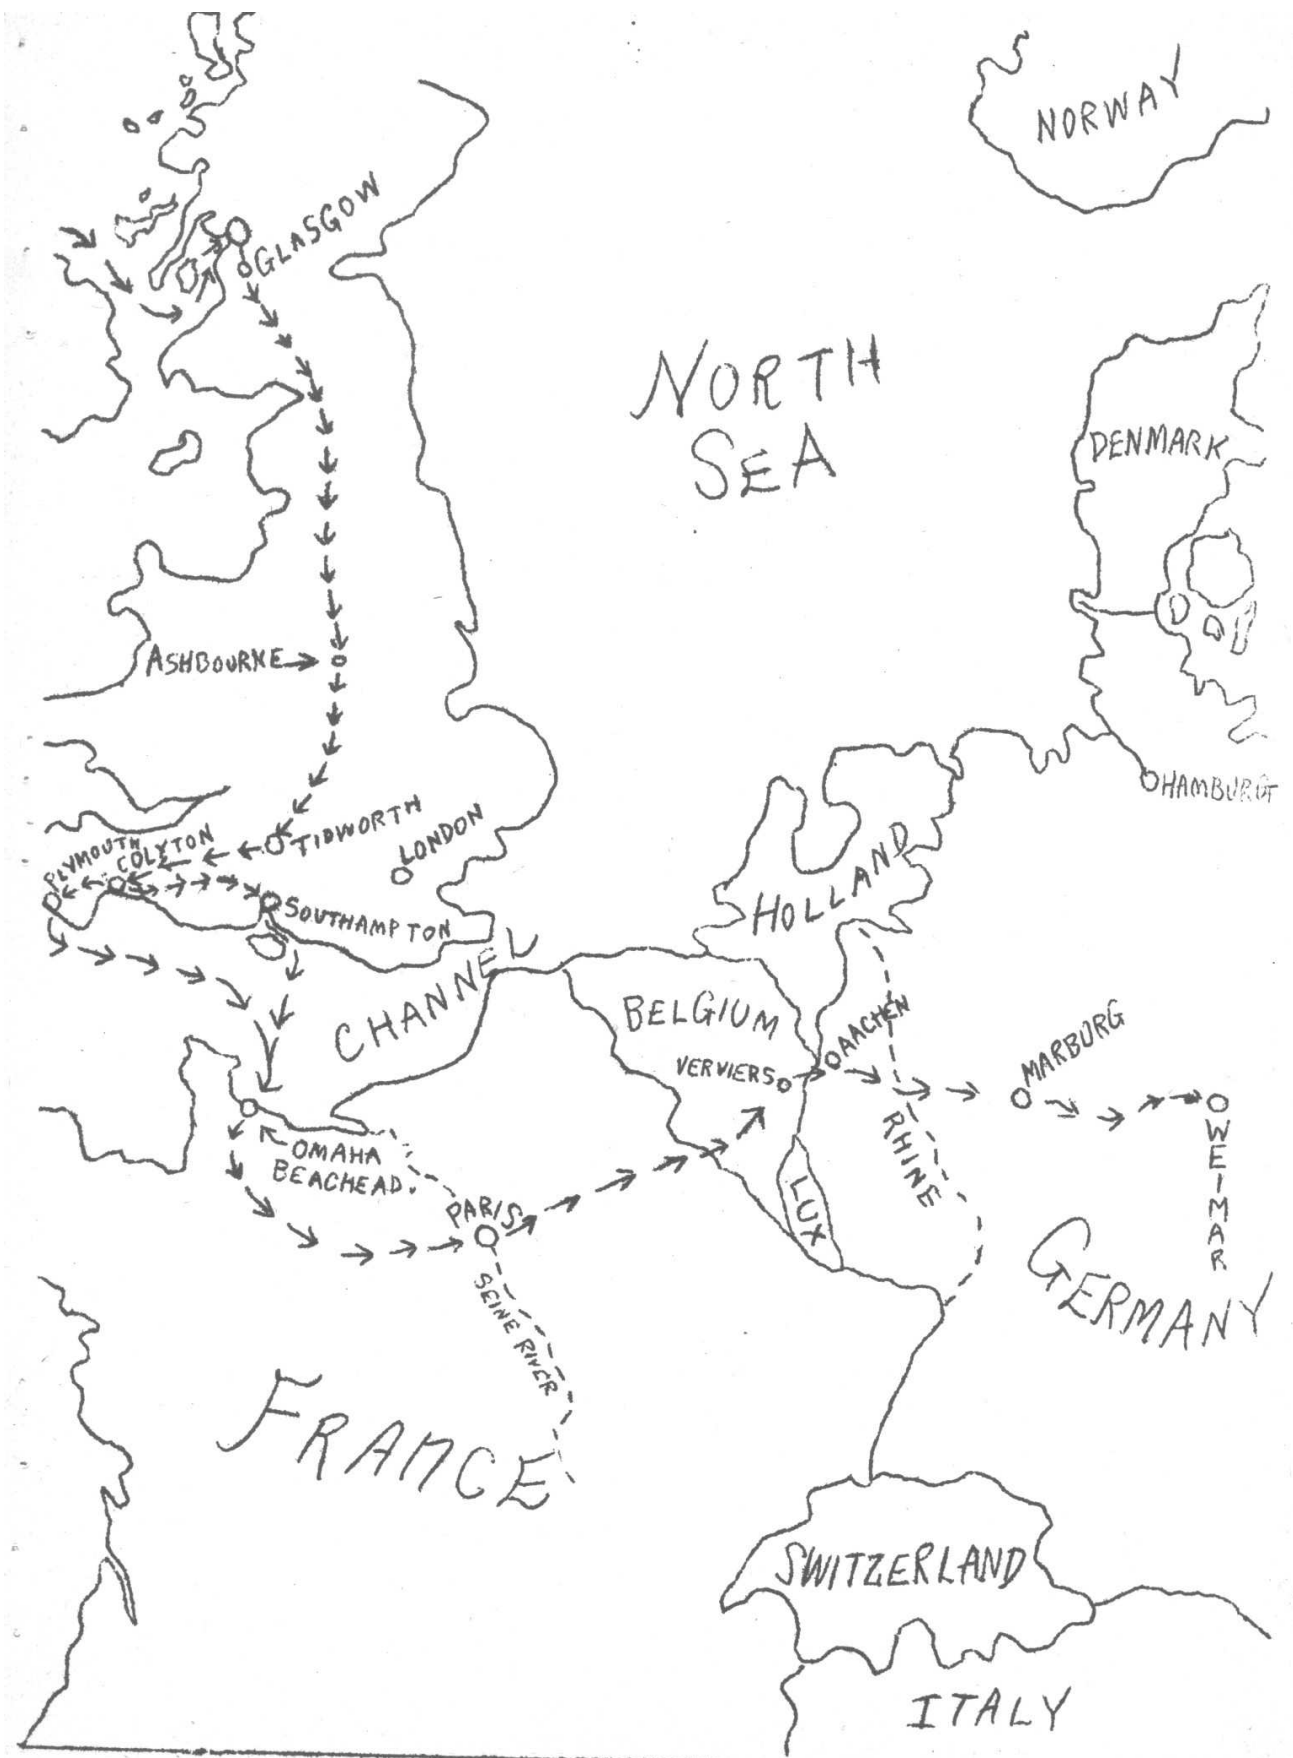 NORWAY
GLASGOW
NORTH
SEA
DENMARK
ASHBOURNE
HAMBURG
TIDWORTH
LONDON
PLYMOUTH
COLYTON
HOLLAND
SOUTHAMPTON
CHANNEL
BELGIUM
AACHEN
VERVIERS
MARBURG
RHINE
WEIMAR
OMAHA
BEACHEAD.
LUX
PARIS
SEINE RIVER
GERMANY
FRANCE
SWITZERLAND
ITALY